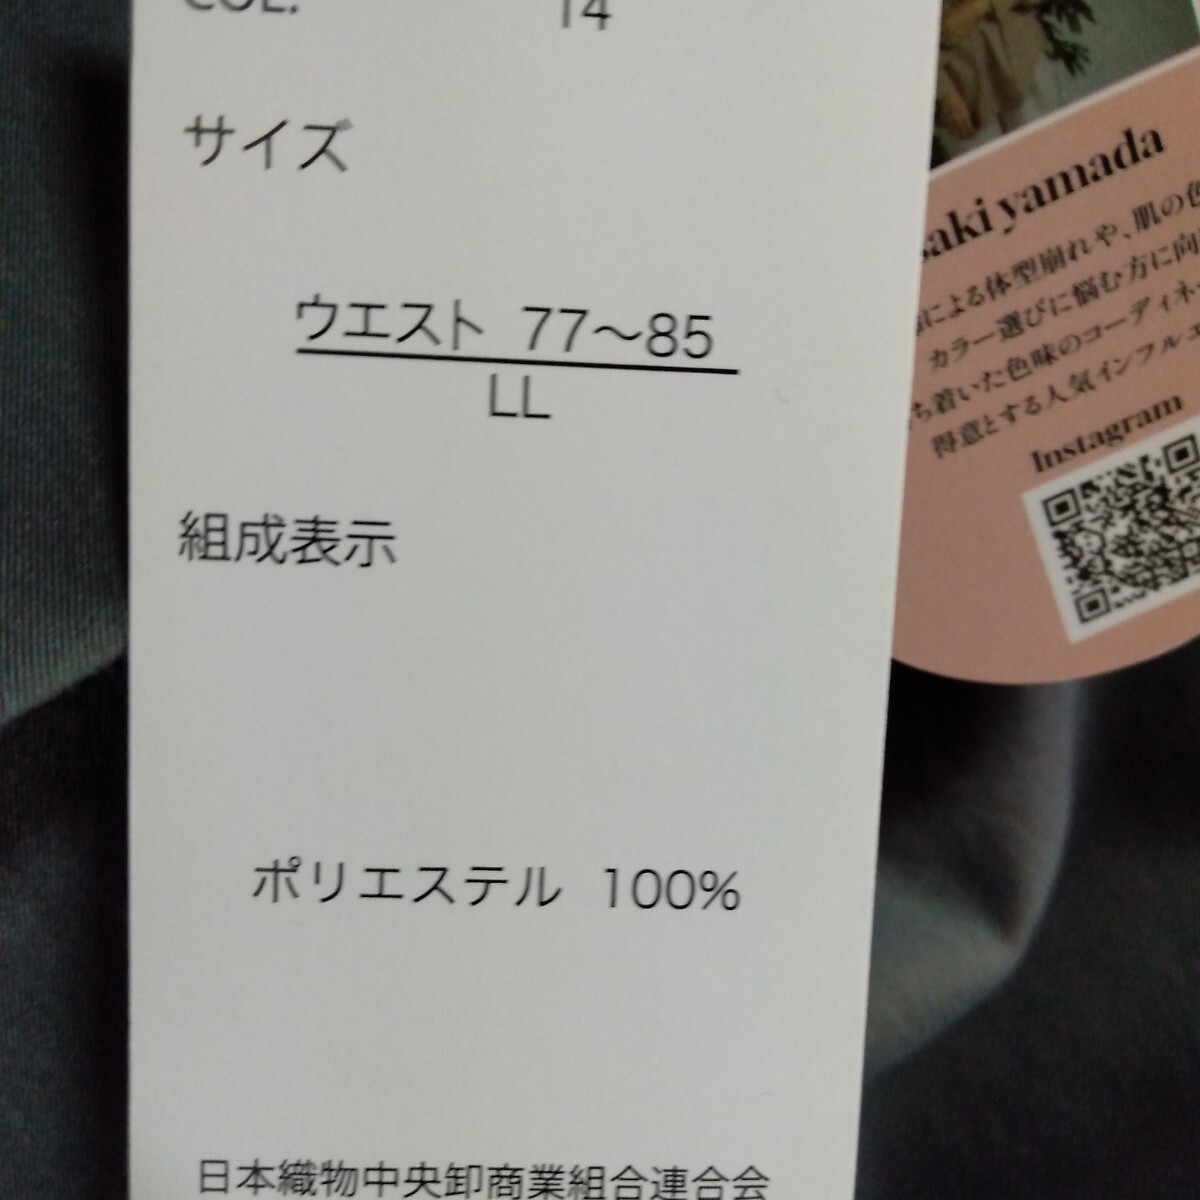 COL. 14
サイズ
ウエスト 77～85
LL
組成表示
ポリエステル 100%
日本織物中央卸商業組合連合会
saki yamada
による体型崩れや、肌の色
カラー選びに悩む方に向
ち着いた色味のコーディネー
得意とする人気インフルエ
Instagram